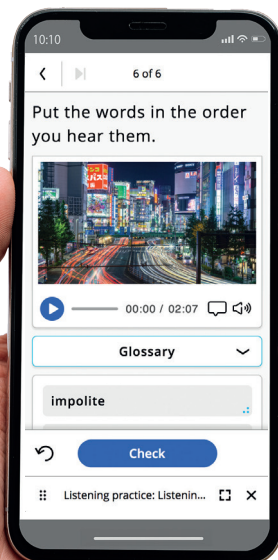 10:10
6 of 6
Put the words in the order
you hear them.
00:00 / 02:07
Glossary
impolite
Check
Listening practice: Listenin...